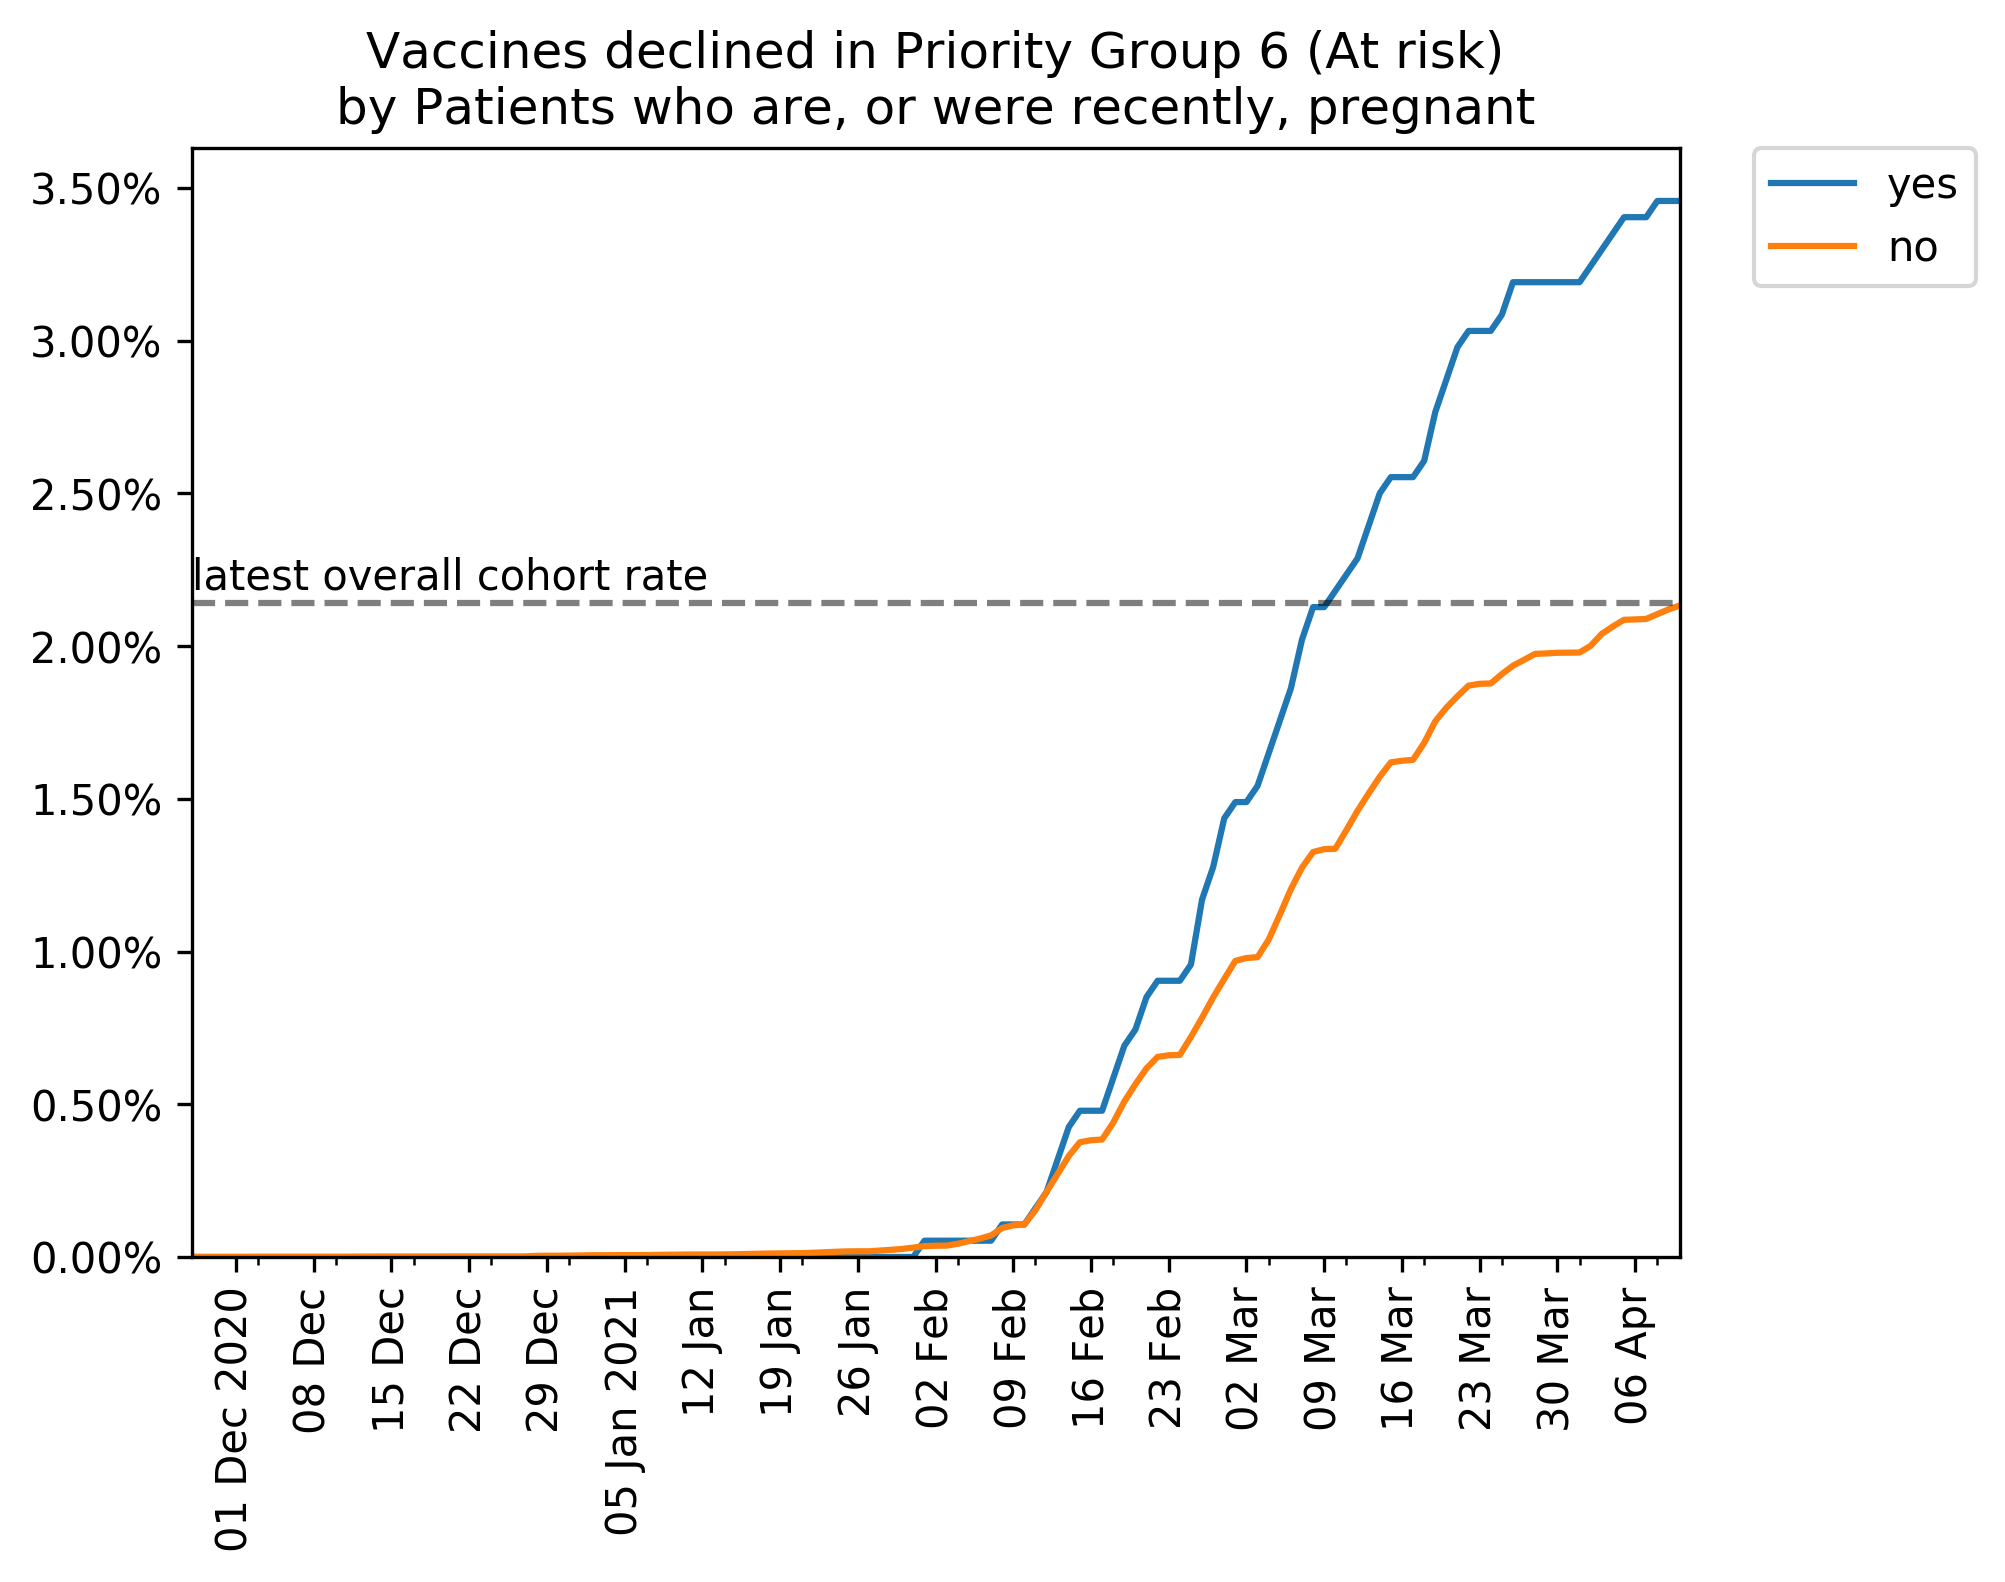 Vaccines declined in Priority Group 6 (At risk)
by Patients who are, or were recently, pregnant
yes
no
3.50%
3.00%
2.50%
latest overall cohort rate
2.00%
1.50%
1.00%
0.50%
0.00%
01 Dec 2020
08 Dec
15 Dec
22 Dec
29 Dec
05 Jan 2021
12 Jan
19 Jan
26 Jan
02 Feb
09 Feb
16 Feb
23 Feb
02 Mar
09 Mar
16 Mar
23 Mar
30 Mar
06 Apr